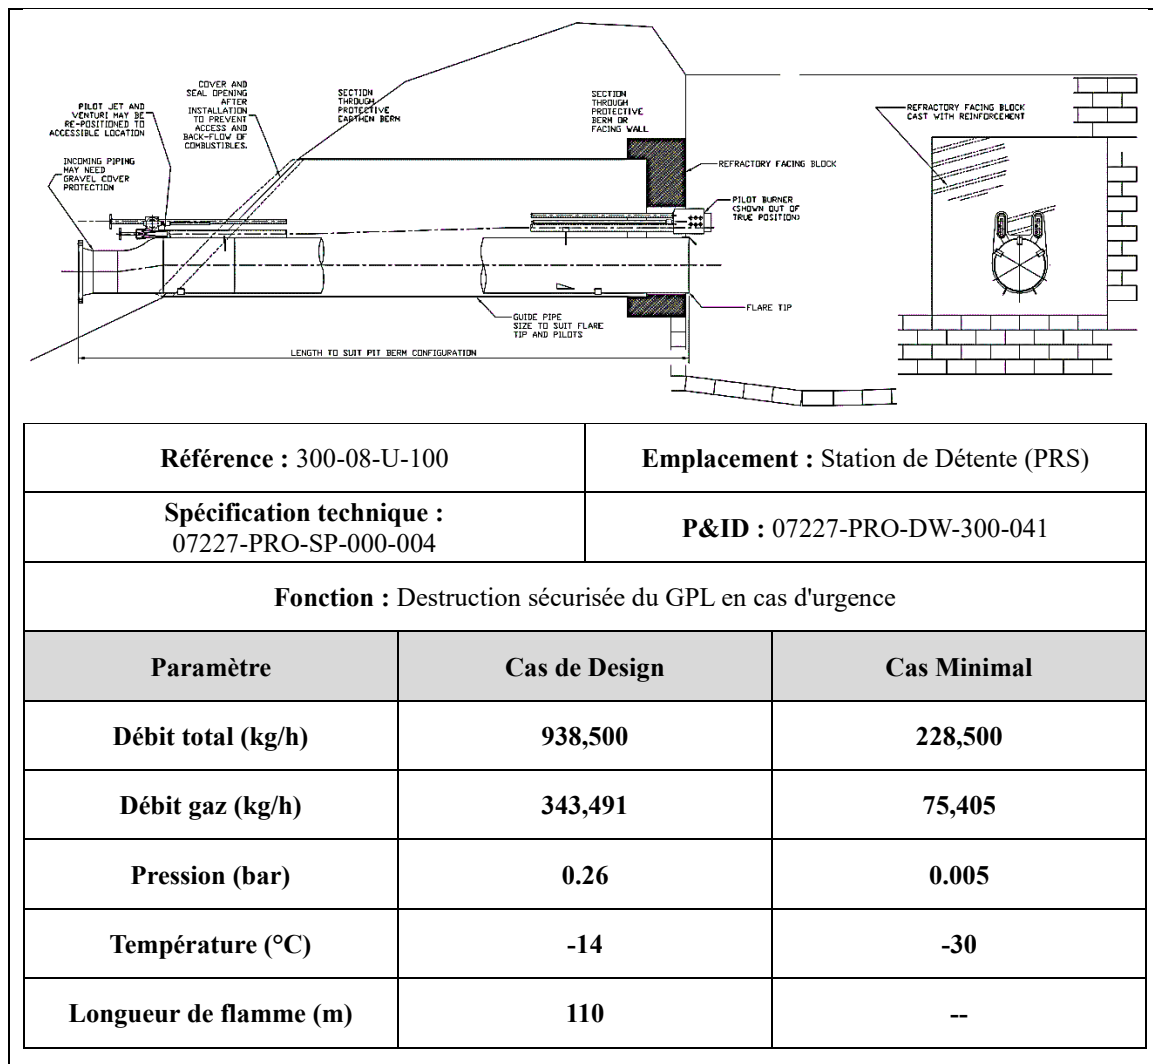 COVER AND
SEAL OPENING
AFTER
INSTALLATION
TO PREVENT
ACCESS AND
BACK-FLOW OF
COMBUSTIBLES.
SECTION
THROUGH
PROTECTIVE
EARTHEN BERM
SECTION
THROUGH
PROTECTIVE
BERM OR
FACING WALL
PILOT JET AND
VENTURI MAY BE
RE-POSITIONED TO
ACCESSIBLE LOCATION
REFRACTORY FACING BLOCK
CAST WITH REINFORCEMENT
INCOMING PIPING
MAY NEED
GRAVEL COVER
PROTECTION
REFRACTORY FACING BLOCK
PILOT BURNER
(SHOWN OUT OF
TRUE POSITION)
FLARE TIP
GUIDE PIPE
SIZE TO SUIT FLARE
TIP AND PILOTS
LENGTH TO SUIT PIT BERM CONFIGURATION
Référence : 300-08-U-100
Emplacement : Station de Détente (PRS)
Spécification technique :
07227-PRO-SP-000-004
P&ID : 07227-PRO-DW-300-041
Fonction : Destruction sécurisée du GPL en cas d'urgence
Paramètre Cas de Design Cas Minimal
Débit total (kg/h) 938,500 228,500
Débit gaz (kg/h) 343,491 75,405
Pression (bar) 0.26 0.005
Température (°C) -14 -30
Longueur de flamme (m) 110 --